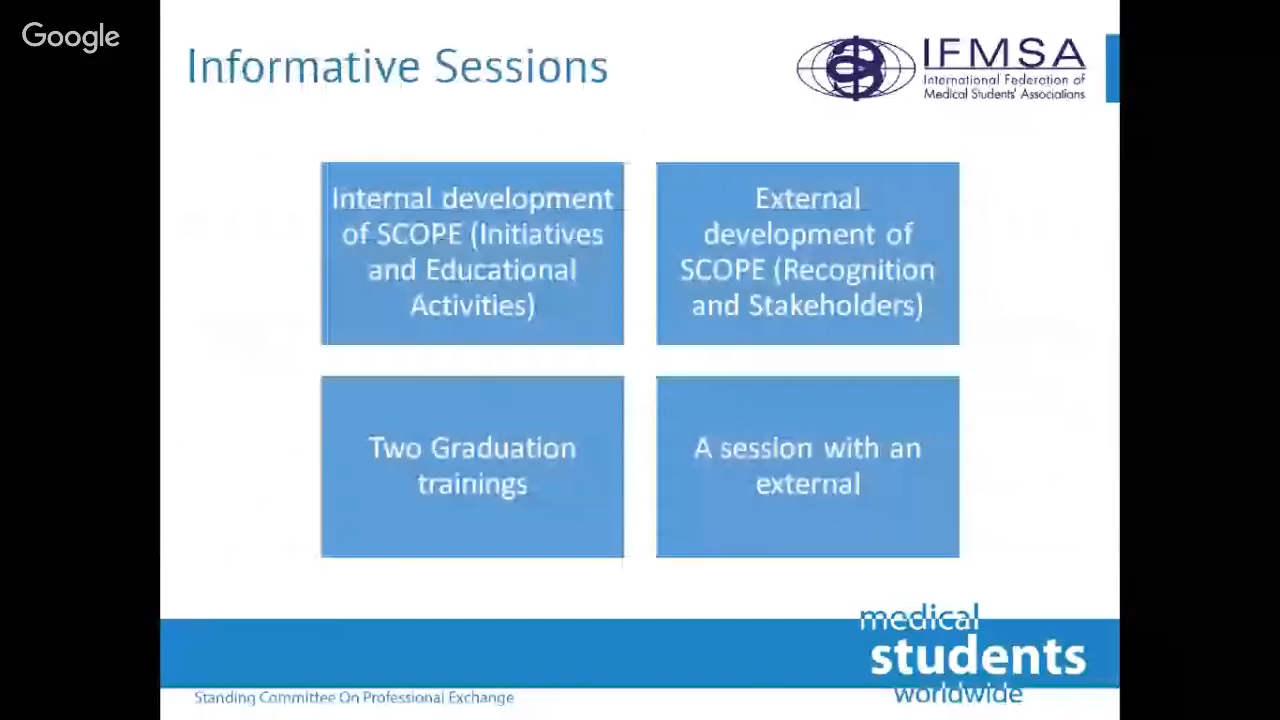 Google
Informative Sessions
IFMSA
International Federation of
Medical Students' Associations
Internal development
of SCOPE (Initiatives
and Educational
Activities)
External
development of
SCOPE (Recognition
and Stakeholders)
Two Graduation
trainings
A session with an
external
medical
students
worldwide
Standing Committee On Professional Exchange